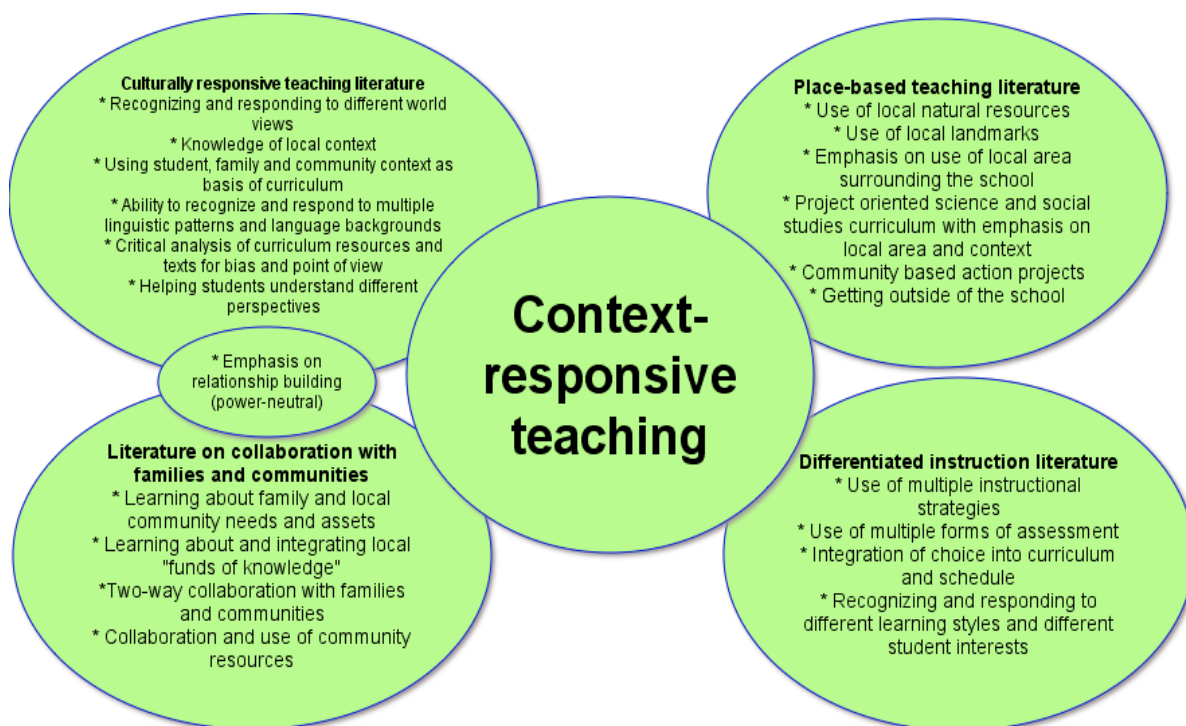 Culturally responsive teaching literature
* Recognizing and responding to different world
views
* Knowledge of local context
* Using student, family and community context as
basis of curriculum
* Ability to recognize and respond to multiple
linguistic patterns and language backgrounds
* Critical analysis of curriculum resources and
texts for bias and point of view
* Helping students understand different
perspectives
Place-based teaching literature
* Use of local natural resources
* Use of local landmarks
* Emphasis on use of local area
surrounding the school
* Project oriented science and social
studies curriculum with emphasis on
local area and context
* Community based action projects
* Getting outside of the school
Context-
responsive
teaching
* Emphasis on
relationship building
(power-neutral)
Literature on collaboration with
families and communities
* Learning about family and local
community needs and assets
* Learning about and integrating local
"funds of knowledge"
*Two-way collaboration with families
and communities
* Collaboration and use of community
resources
Differentiated instruction literature
* Use of multiple instructional
strategies
* Use of multiple forms of assessment
* Integration of choice into curriculum
and schedule
* Recognizing and responding to
different learning styles and different
student interests